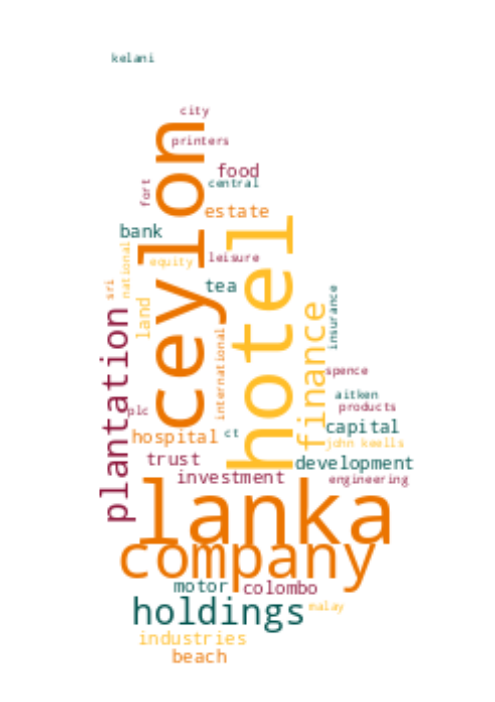 kelani
city
printers
food
central
fort
estate
ceylon
bank
hotel
national
equity
leisure
sri
tea
land
insurance
finance
plantation
international
spence
aitken
products
plc
capital
hospital
ct
john keells
trust
development
investment
engineering
lanka
company
motor
colombo
holdings
malay
industries
beach